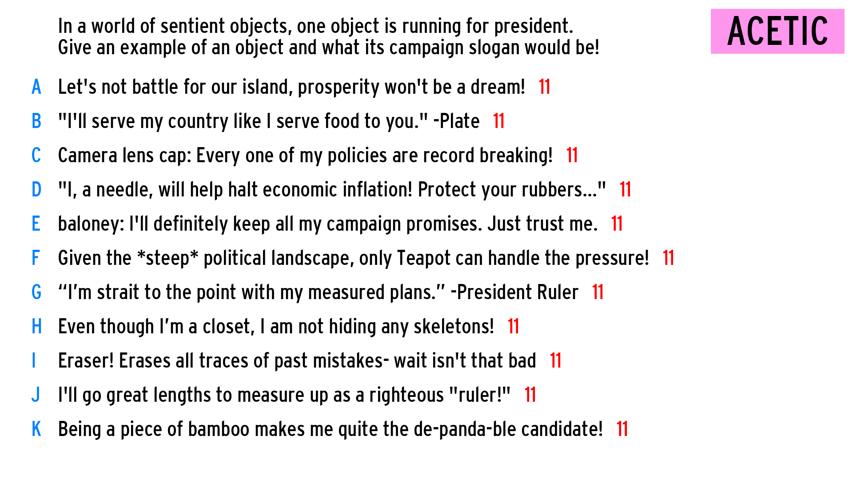 In a world of sentient objects, one object is running for president.
Give an example of an object and what its campaign slogan would be!
ACETIC
A Let's not battle for our island, prosperity won't be a dream! 11
B "I'll serve my country like I serve food to you." -Plate 11
C Camera lens cap: Every one of my policies are record breaking! 11
D "I, a needle, will help halt economic inflation! Protect your rubbers..." 11
E baloney: I'll definitely keep all my campaign promises. Just trust me. 11
F Given the *steep* political landscape, only Teapot can handle the pressure! 11
G “I’m strait to the point with my measured plans.” -President Ruler 11
H Even though I’m a closet, I am not hiding any skeletons! 11
I Eraser! Erases all traces of past mistakes- wait isn't that bad 11
J I'll go great lengths to measure up as a righteous "ruler!" 11
K Being a piece of bamboo makes me quite the de-panda-ble candidate! 11